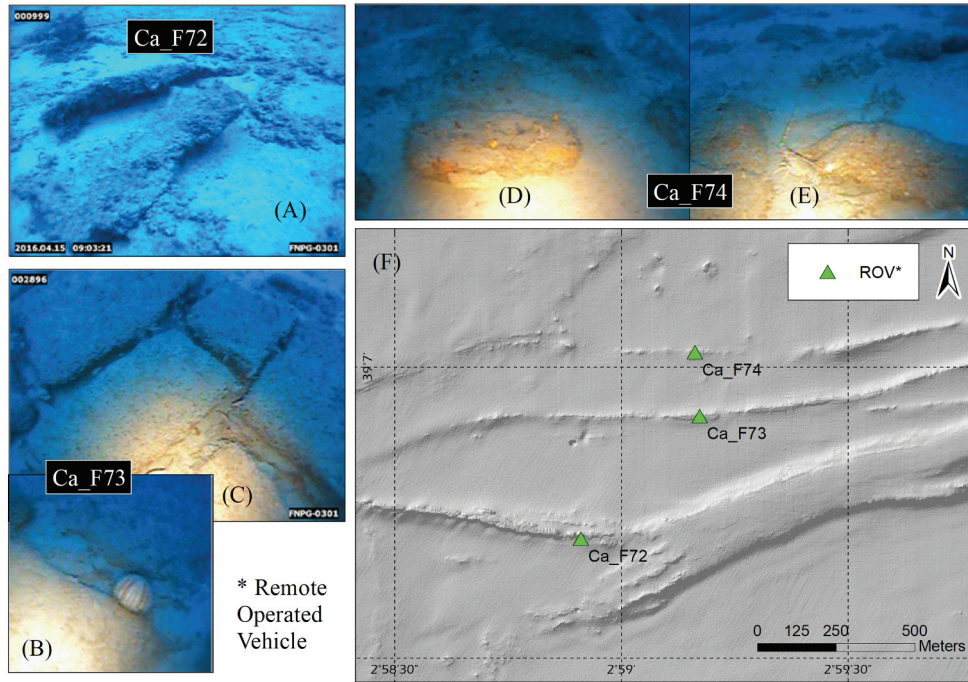 000999
Ca_F72
(A)
2016.04.15 09:03:21
FNPG-0301
(D)
(E)
Ca_F74
002896
Ca_F73
(C)
FNPG-0301
(B)
* Remote
Operated
Vehicle
(F)
ROV*
N
39°7'
Ca_F74
Ca_F73
Ca_F72
0 125 250 500
Meters
2°58'30"
2°59'
2°59'30"